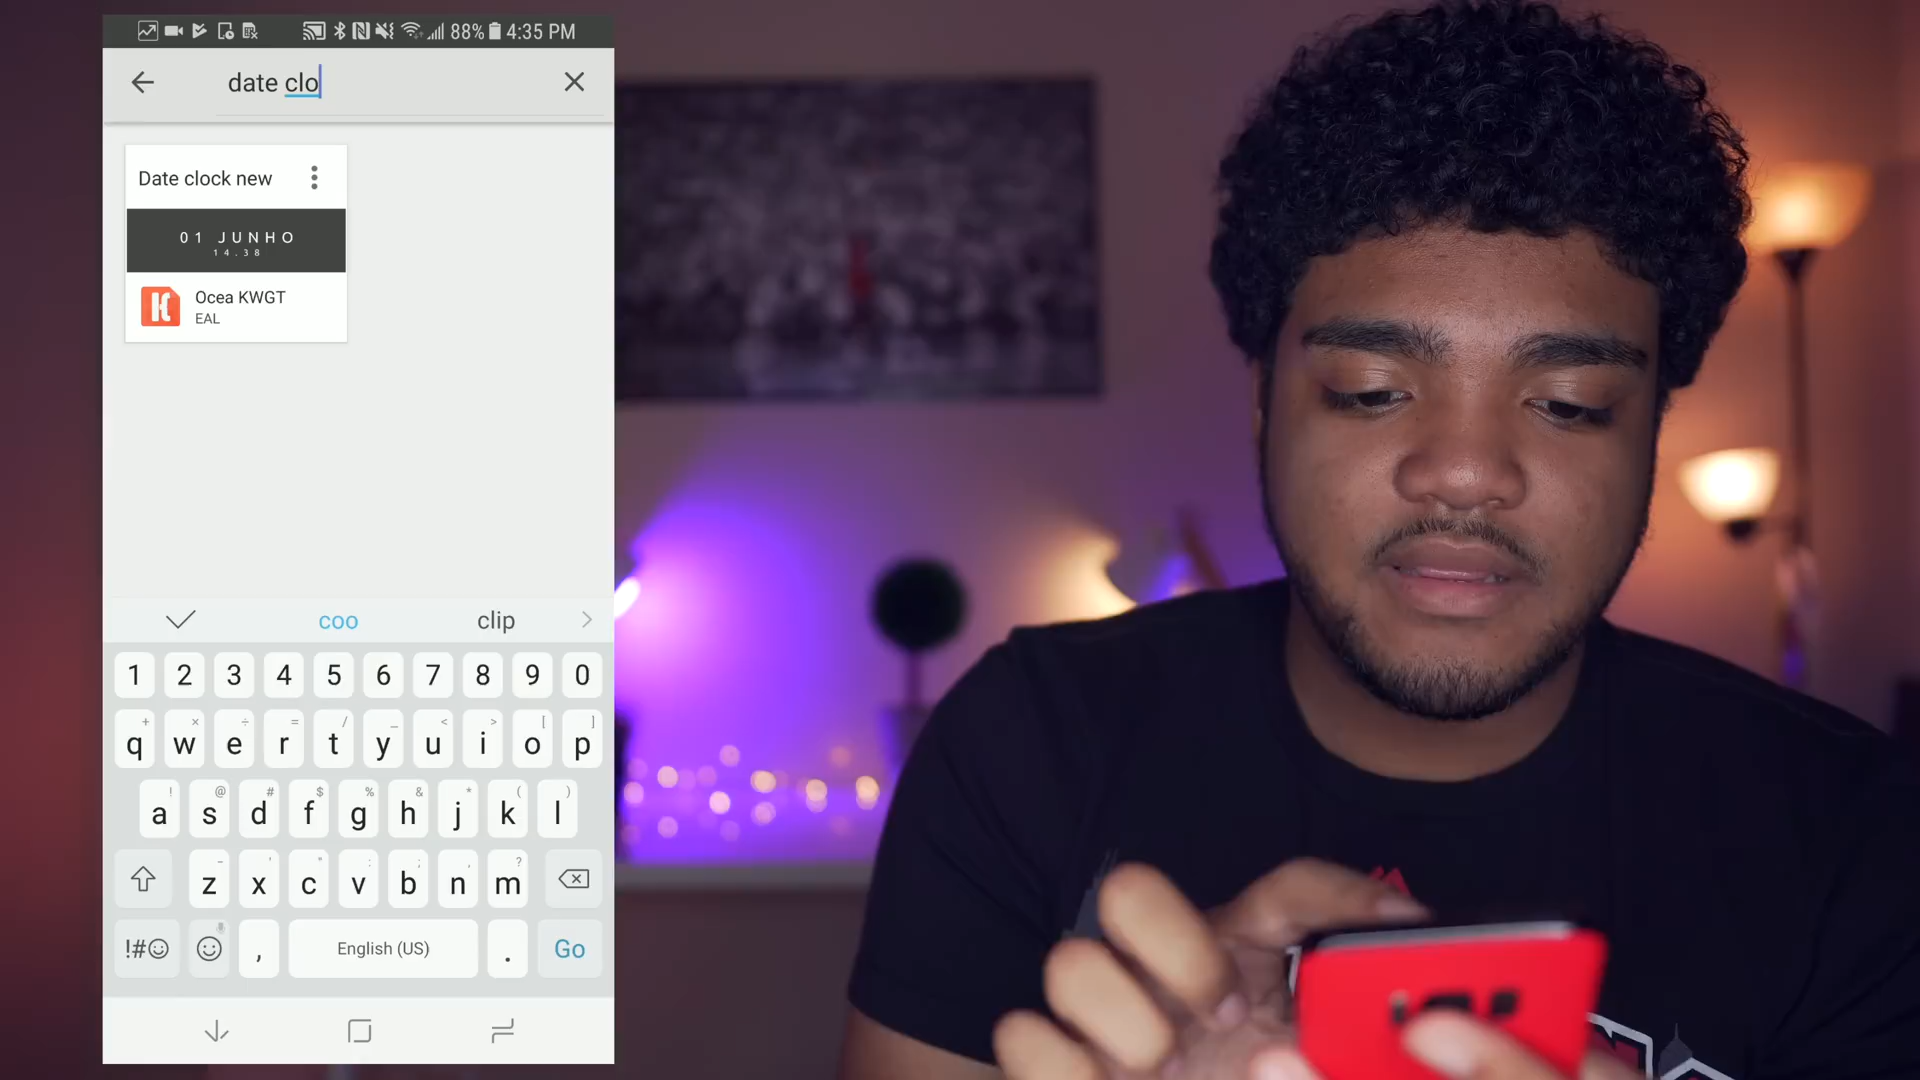 88% 4:35 PM
date clo
Date clock new
01 JUNHO
14.38
Ocea KWGT
EAL
coo clip
1 2 3 4 5 6 7 8 9 0
+ × ÷ = / _ < > [ ]
q w e r t y u i o p
! @ # $ % & * ( )
a s d f g h j k l
- ' " : ; , ?
z x c v b n m
!#☺ , English (US) . Go